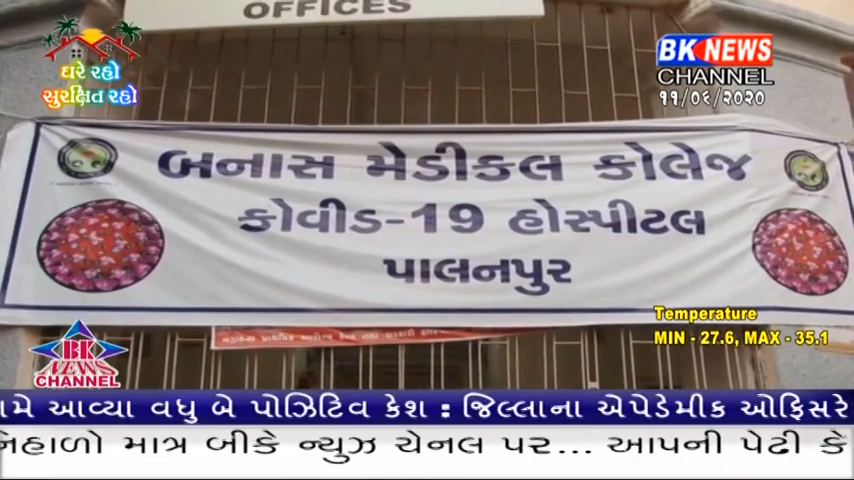 OFFICES
ઘરે રહો
સુરક્ષિત રહો
BK NEWS
CHANNEL
૧૧/૦૬/૨૦૨૦
બનાસ મેડીકલ કોલેજ
કોવીડ-19 હોસ્પીટલ
પાલનપુર
Temperature
MIN - 27.6, MAX - 35.1
BK
NEWS
CHANNEL
ામે આવ્યા વધુ બે પોઝિટિવ કેશ : જિલ્લાના એપેડેમીક ઓફિસરે
નિહાળો માત્ર બીકે ન્યુઝ ચેનલ પર... આપની પેઢી કે